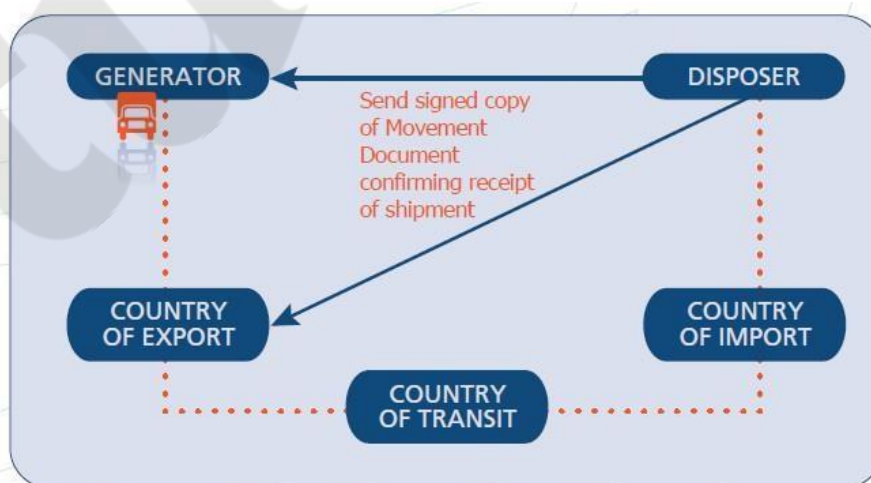 GENERATOR
DISPOSER
Send signed copy
of Movement
Document
confirming receipt
of shipment
COUNTRY
OF EXPORT
COUNTRY
OF IMPORT
COUNTRY
OF TRANSIT